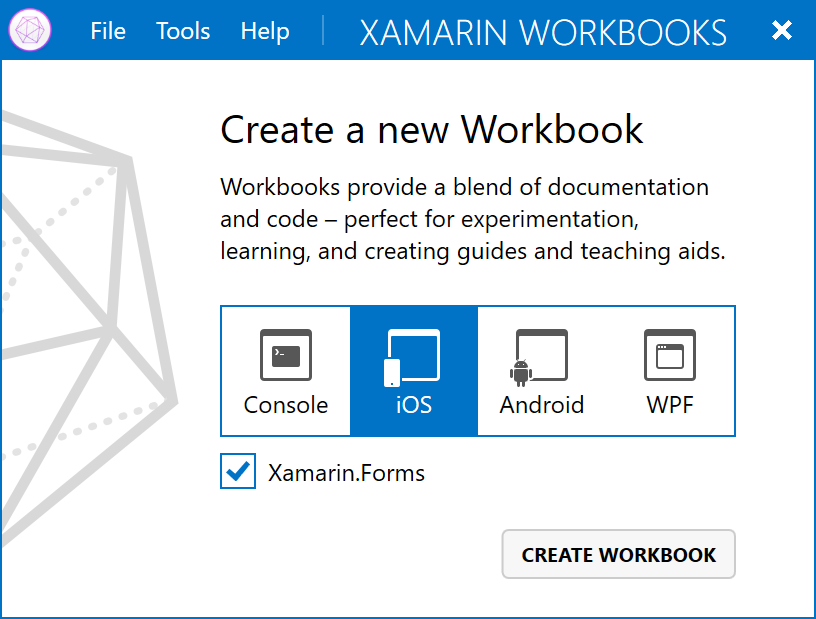 File Tools Help XAMARIN WORKBOOKS
Create a new Workbook
Workbooks provide a blend of documentation
and code – perfect for experimentation,
learning, and creating guides and teaching aids.
Console iOS Android WPF
Xamarin.Forms
CREATE WORKBOOK